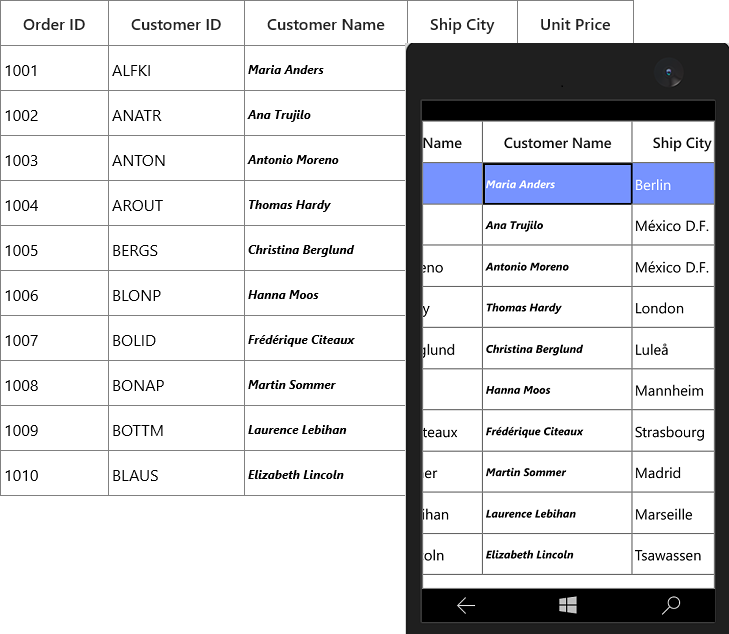 Order ID Customer ID Customer Name Ship City Unit Price
1001 ALFKI Maria Anders
1002 ANATR Ana Trujilo
1003 ANTON Antonio Moreno
1004 AROUT Thomas Hardy
1005 BERGS Christina Berglund
1006 BLONP Hanna Moos
1007 BOLID Frédérique Citeaux
1008 BONAP Martin Sommer
1009 BOTTM Laurence Lebihan
1010 BLAUS Elizabeth Lincoln
Name Customer Name Ship City
Maria Anders Berlin
Ana Trujilo México D.F.
eno Antonio Moreno México D.F.
y Thomas Hardy London
glund Christina Berglund Luleå
Hanna Moos Mannheim
teaux Frédérique Citeaux Strasbourg
er Martin Sommer Madrid
ihan Laurence Lebihan Marseille
oln Elizabeth Lincoln Tsawassen